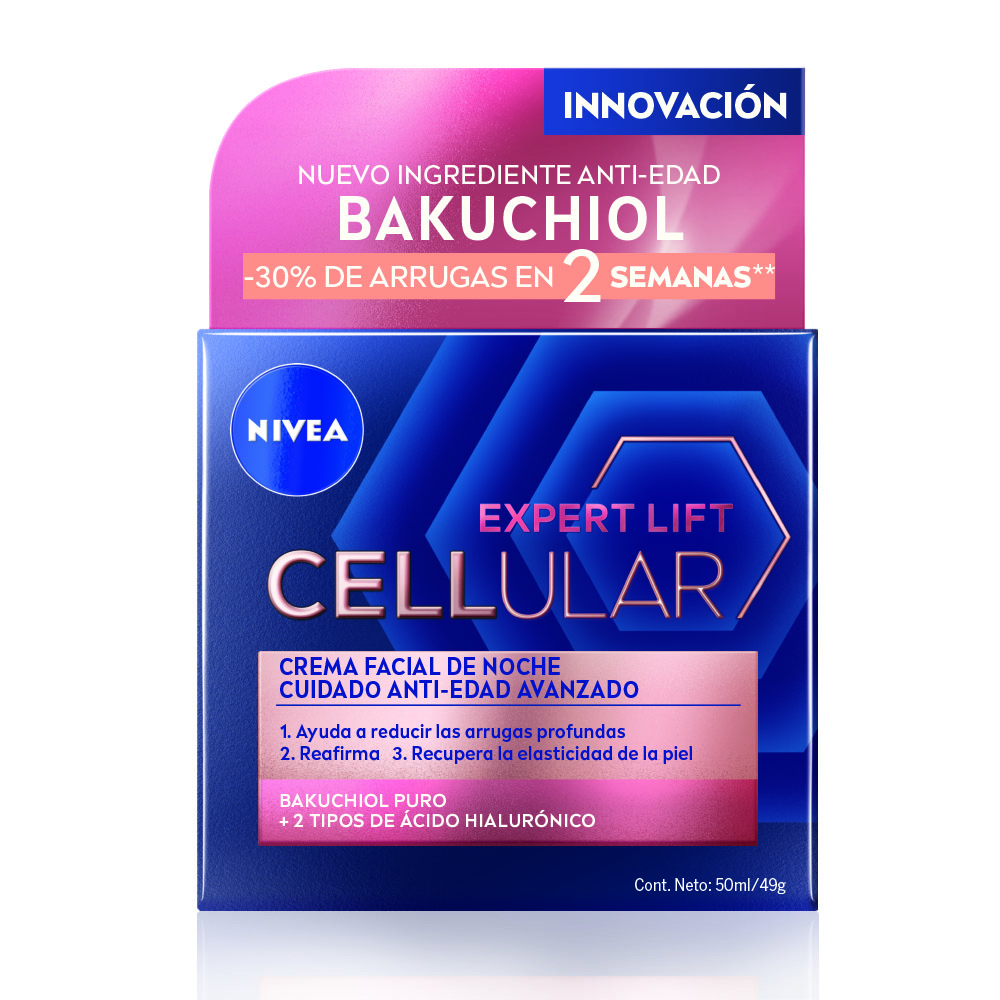 INNOVACIÓN
NUEVO INGREDIENTE ANTI-EDAD
BAKUCHIOL
-30% DE ARRUGAS EN 2 SEMANAS**
NIVEA
EXPERT LIFT
CELLULAR
CREMA FACIAL DE NOCHE
CUIDADO ANTI-EDAD AVANZADO
1. Ayuda a reducir las arrugas profundas
2. Reafirma 3. Recupera la elasticidad de la piel
BAKUCHIOL PURO
+ 2 TIPOS DE ÁCIDO HIALURÓNICO
Cont. Neto: 50ml/49g